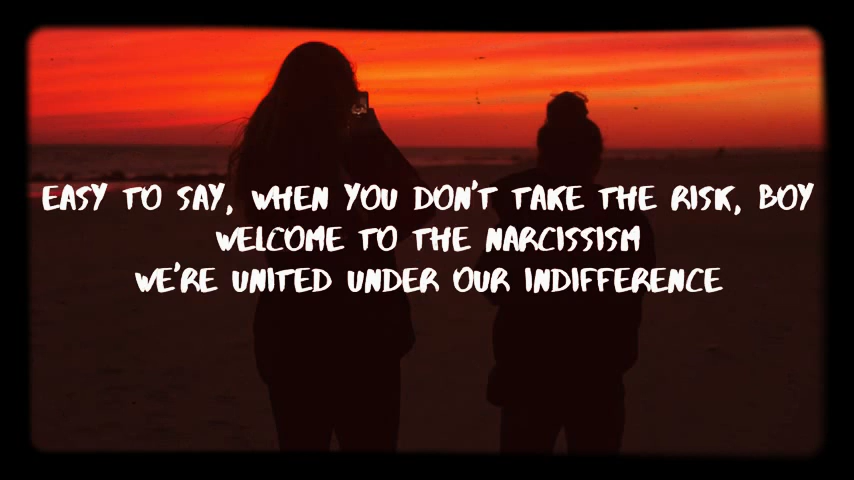 EASY TO SAY, WHEN YOU DON'T TAKE THE RISK, BOY
WELCOME TO THE NARCISSISM
WE'RE UNITED UNDER OUR INDIFFERENCE